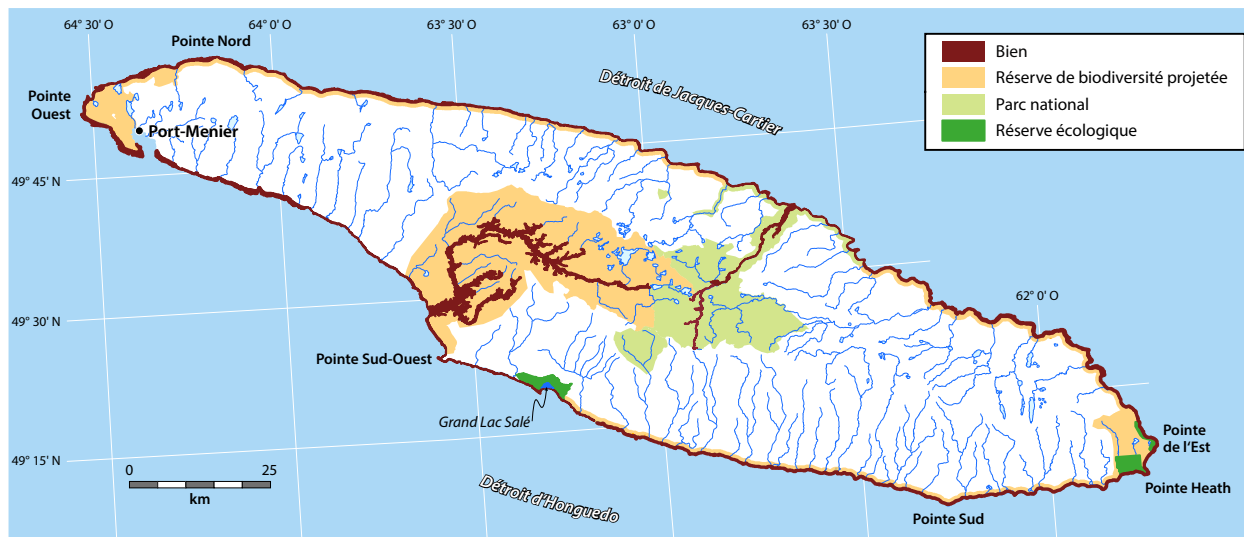 64° 30' O
64° 0' O
63° 30' O
63° 0' O
63° 30' O
Pointe Nord
Détroit de Jacques-Cartier
Bien
Réserve de biodiversité projetée
Parc national
Réserve écologique
Pointe
Ouest
Port-Menier
49° 45' N
62° 0' O
49° 30' N
Pointe Sud-Ouest
Grand Lac Salé
Pointe
de l'Est
49° 15' N
0 25
km
Détroit d'Honguedo
Pointe Heath
Pointe Sud